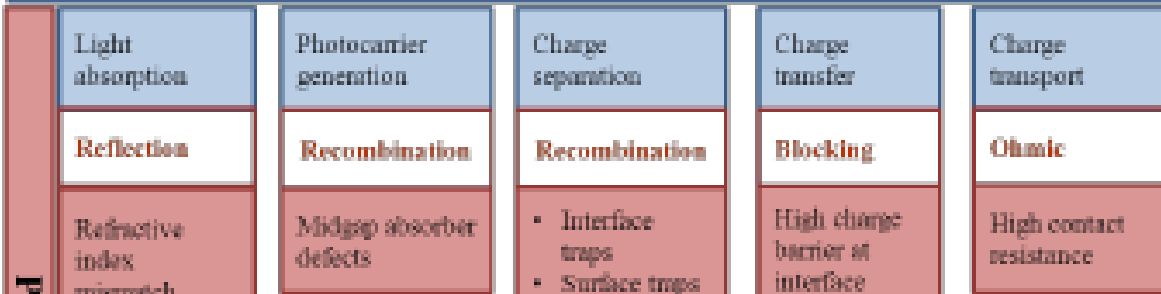 Light
absorption
Photocarrier
generation
Charge
separation
Charge
transfer
Charge
transport
Reflection
Recombination
Recombination
Blocking
Ohmic
Refractive
index
mismatch
Midgap absorber
defects
• Interface
traps
• Surface traps
High charge
barrier at
interface
High contact
resistance